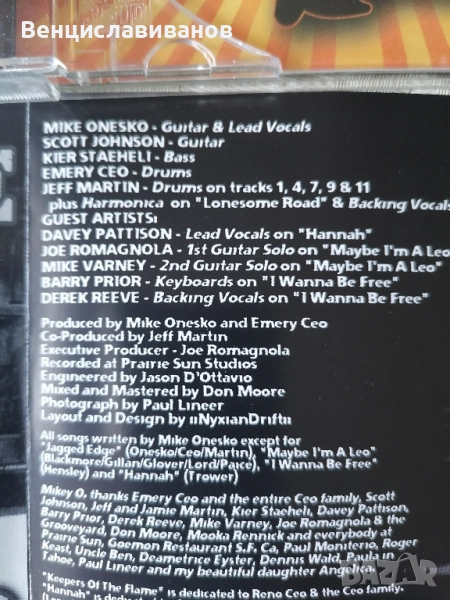 Венциславиванов
MIKE ONESKO - Guitar & Lead Vocals
SCOTT JOHNSON - Guitar
KIER STAEHELI - Bass
EMERY CEO - Drums
JEFF MARTIN - Drums on tracks 1, 4, 7, 9 & 11
plus Harmonica on "Lonesome Road" & Backing Vocals
GUEST ARTISTS:
DAVEY PATTISON - Lead Vocals on "Hannah"
JOE ROMAGNOLA - 1st Guitar Solo on "Maybe I'm A Leo
MIKE VARNEY - 2nd Guitar Solo on "Maybe I'm A Leo"
BARRY PRIOR - Keyboards on "I Wanna Be Free"
DEREK REEVE - Backing Vocals on "I Wanna Be Free"
Produced by Mike Onesko and Emery Ceo
Co-Produced by Jeff Martin
Executive Producer - Joe Romagnola
Recorded at Prairie Sun Studios
Engineered by Jason D'Ottavio
Mixed and Mastered by Don Moore
Photograph by Paul Lineer
Layout and Design by ııNyxianDrıftıı
All songs written by Mike Onesko except for
"Jagged Edge" (Onesko/Ceo/Martin), "Maybe I'm A Leo"
(Blackmore/Gillan/Glover/Lord/Paice), "I Wanna Be Free"
(Hensley) and "Hannah" (Trower)
Mikey O. thanks Emery Ceo and the entire Ceo family, Scott
Johnson, Jeff and Jamie Martin, Kier Staeheli, Davey Pattison,
Barry Prior, Derek Reeve, Mike Varney, Joe Romagnola & the
Grooveyard, Don Moore, Mooka Rennick and everybody at
Prairie Sun, Goemon Restaurant S.F. Ca, Paul Monitero, Roger
Keast, Uncle Ben, Deametrice Eyster, Dennis Wald, Paula in
Tahoe, Paul Lineer and my beautiful daughter Angelica.
"Keepers Of The Flame" is dedicated to Reno & the Ceo family.
"Hannah" is
BAZAR